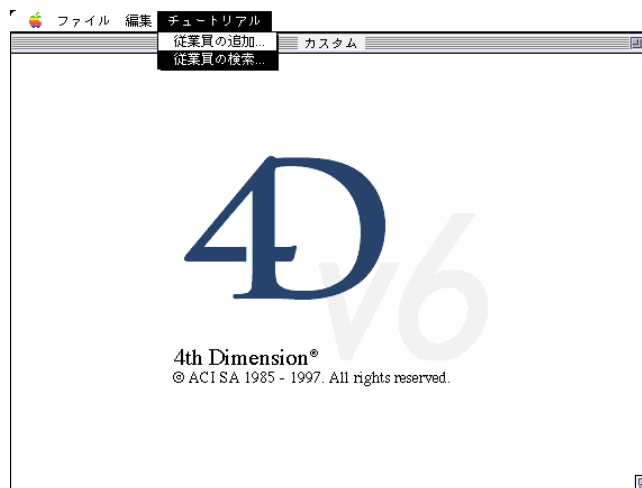 ファイル 編集 チュートリアル
従業員の追加...
カスタム
従業員の検索...
4D
v6
4th Dimension®
© ACI SA 1985 - 1997. All rights reserved.